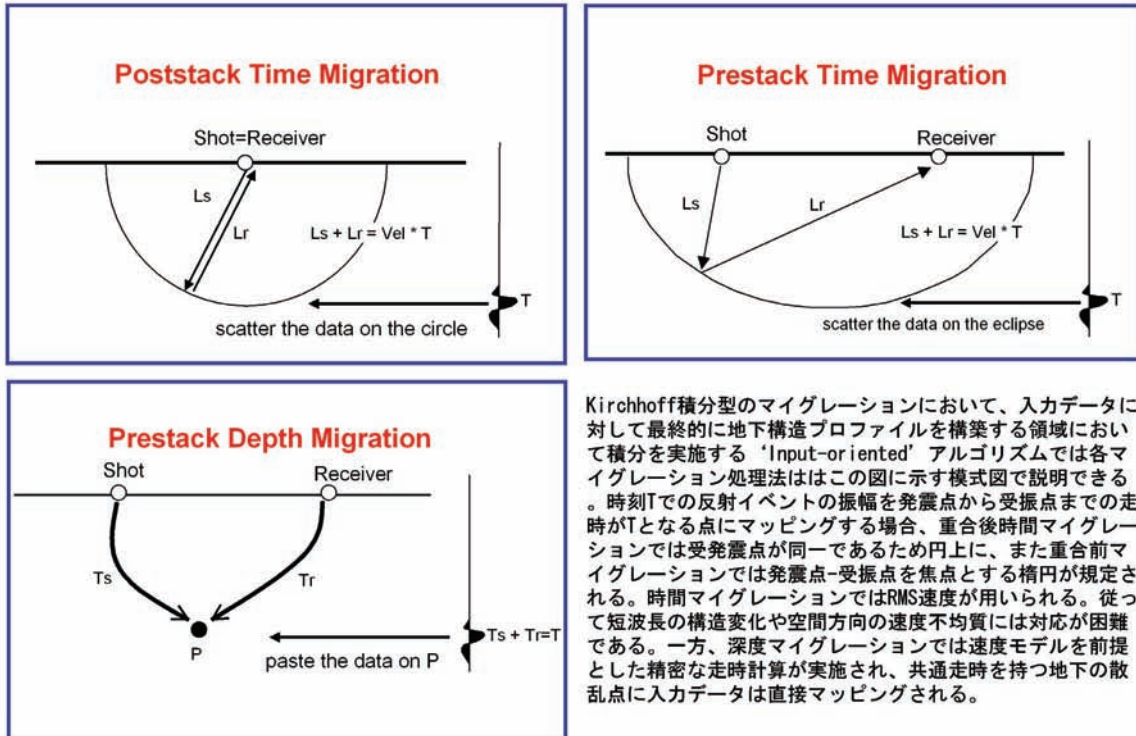 Poststack Time Migration
Shot=Receiver
Ls
Lr
Ls + Lr = Vel * T
T
scatter the data on the circle
Prestack Time Migration
Shot
Receiver
Ls
Lr
Ls + Lr = Vel * T
T
scatter the data on the eclipse
Prestack Depth Migration
Shot
Receiver
Ts
Tr
P
Ts + Tr=T
paste the data on P
Kirchhoff積分型のマイグレーションにおいて、入力データに
対して最終的に地下構造プロファイルを構築する領域におい
て積分を実施する‘Input-oriented’アルゴリズムでは各マ
イグレーション処理法ははこの図に示す模式図で説明できる
。時刻Tでの反射イベントの振幅を発震点から受振点までの走
時がTとなる点にマッピングする場合、重合後時間マイグレー
ションでは受発震点が同一であるため円上に、また重合前マ
イグレーションでは発震点-受振点を焦点とする楕円が規定さ
れる。時間マイグレーションではRMS速度が用いられる。従っ
て短波長の構造変化や空間方向の速度不均質には対応が困難
である。一方、深度マイグレーションでは速度モデルを前提
とした精密な走時計算が実施され、共通走時を持つ地下の散
乱点に入力データは直接マッピングされる。